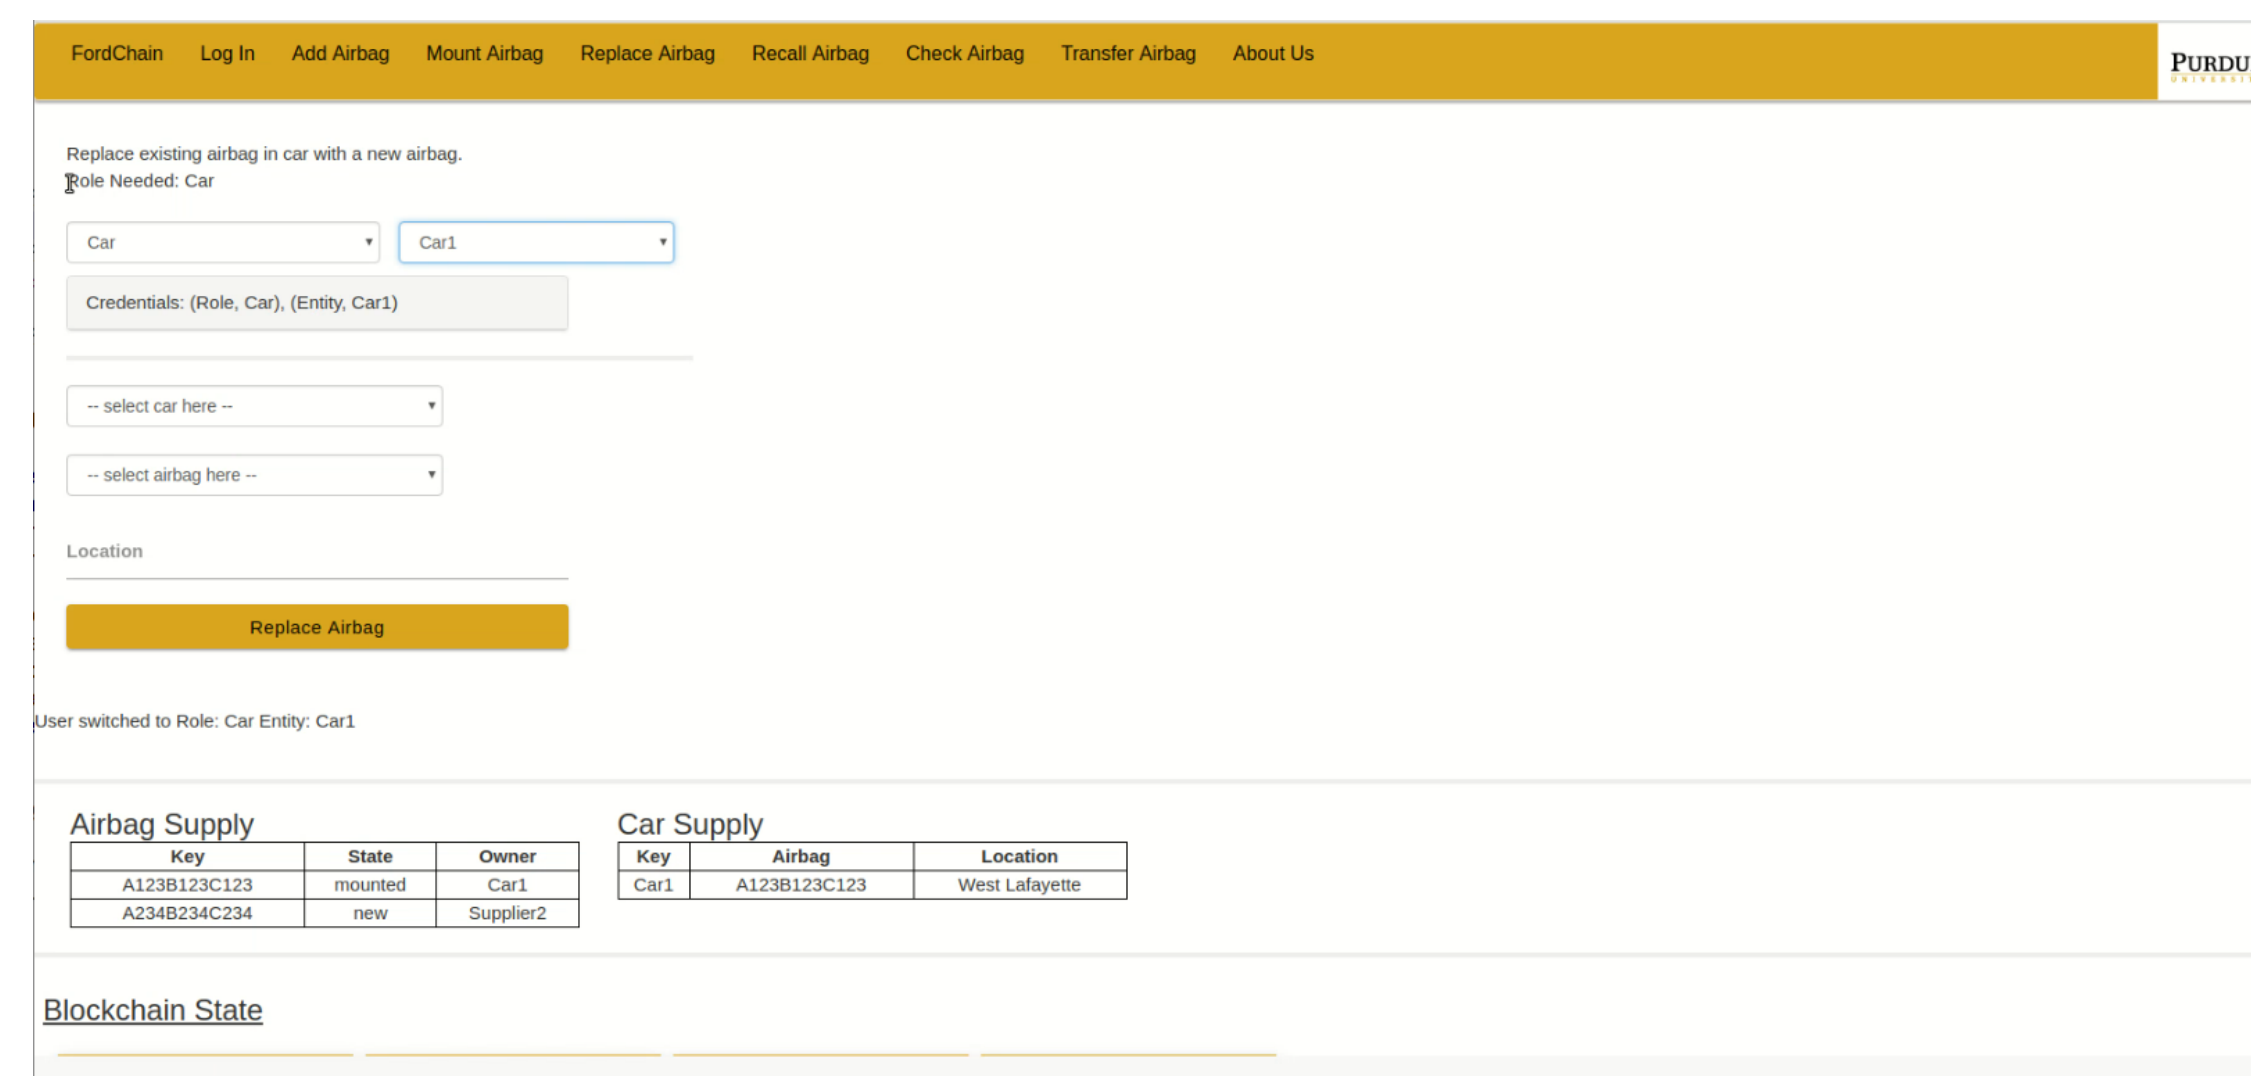 FordChain Log In Add Airbag Mount Airbag Replace Airbag Recall Airbag Check Airbag Transfer Airbag About Us
PURDU
Replace existing airbag in car with a new airbag.
Role Needed: Car
Car Car1
Credentials: (Role, Car), (Entity, Car1)
-- select car here --
-- select airbag here --
Location
Replace Airbag
User switched to Role: Car Entity: Car1
Airbag Supply
Key State Owner
A123B123C123 mounted Car1
A234B234C234 new Supplier2
Car Supply
Key Airbag Location
Car1 A123B123C123 West Lafayette
Blockchain State